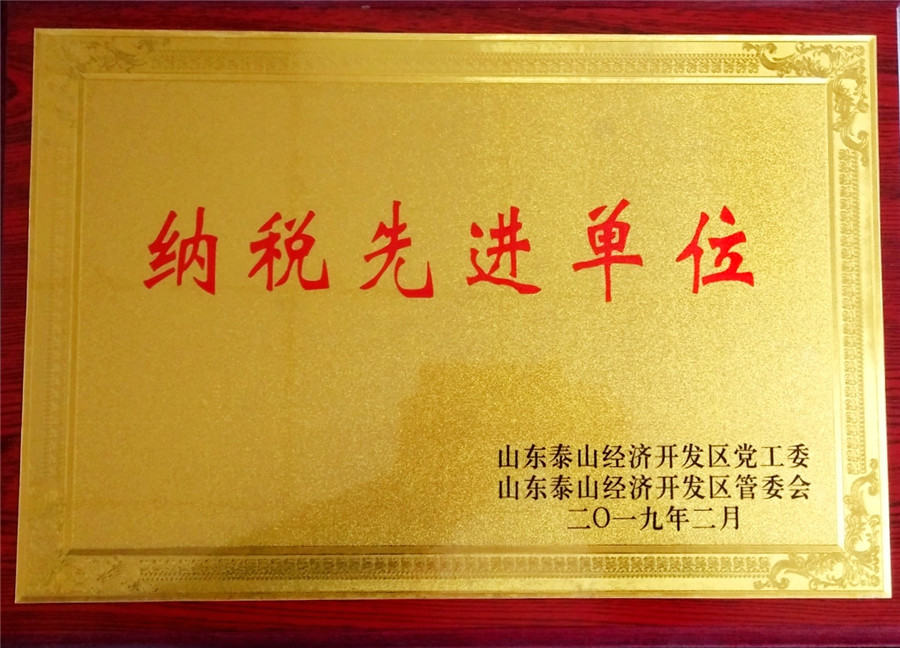 纳税先进单位
山东泰山经济开发区党工委
山东泰山经济开发区管委会
二〇一九年二月